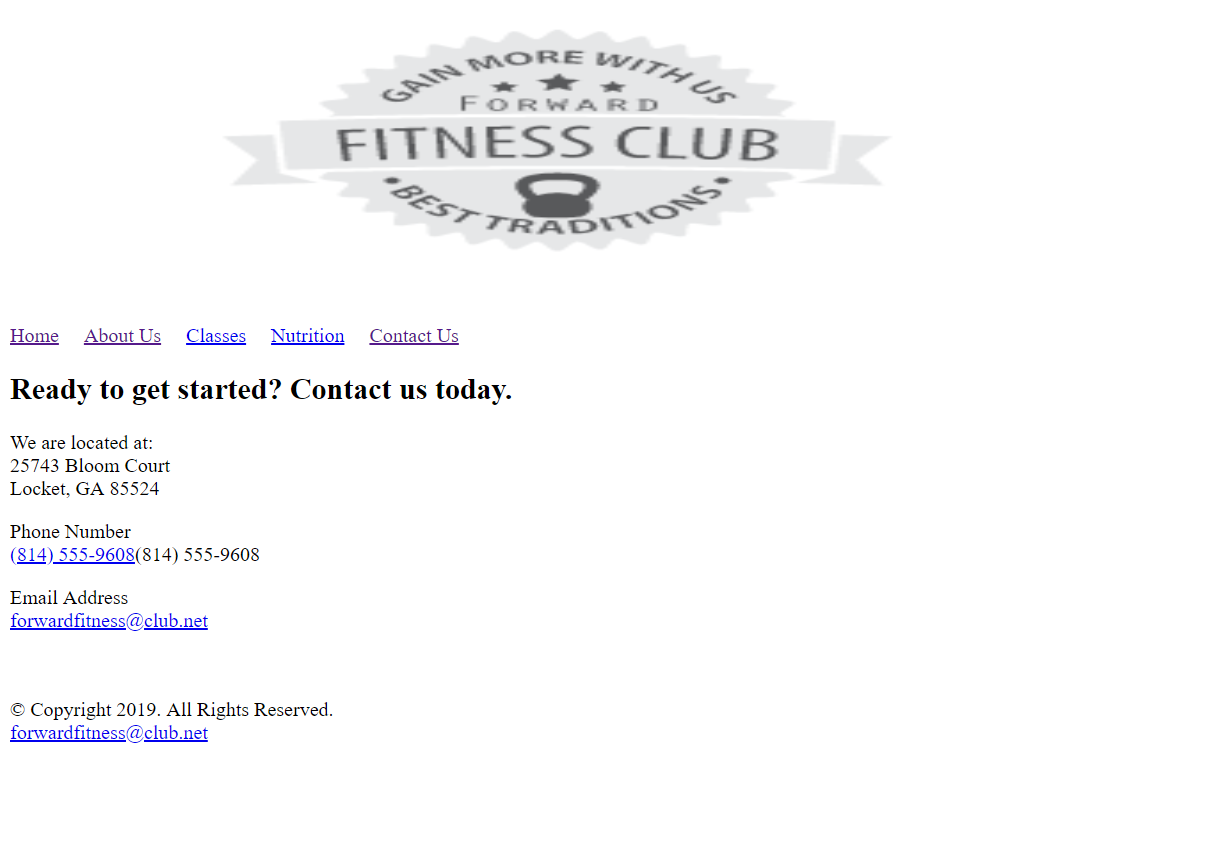 GAIN MORE WITH US
FORWARD
FITNESS CLUB
• BEST TRADITIONS •
Home About Us Classes Nutrition Contact Us
Ready to get started? Contact us today.
We are located at:
25743 Bloom Court
Locket, GA 85524
Phone Number
(814) 555-9608(814) 555-9608
Email Address
forwardfitness@club.net
© Copyright 2019. All Rights Reserved.
forwardfitness@club.net